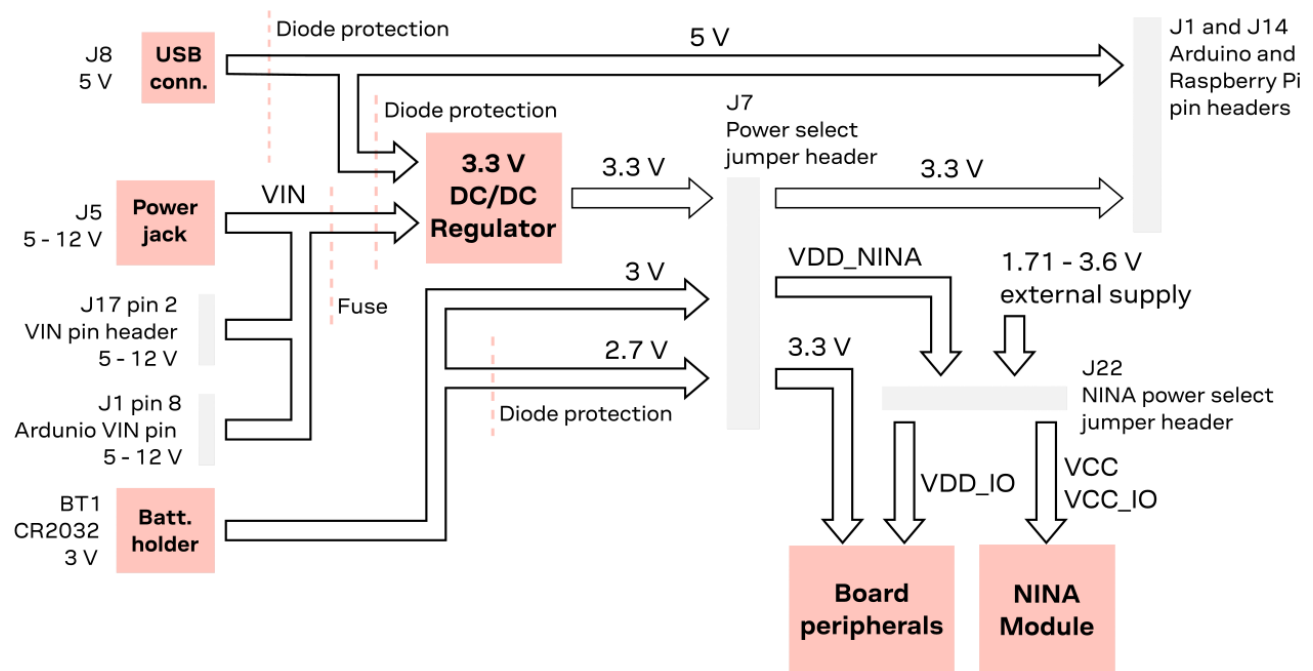 Diode protection
J8
5 V
USB
conn.
5 V
J1 and J14
Arduino and
Raspberry Pi
pin headers
Diode protection
J7
Power select
jumper header
3.3 V
DC/DC
Regulator
3.3 V
3.3 V
J5
5 - 12 V
Power
jack
VIN
VDD_NINA
1.71 - 3.6 V
external supply
3 V
Fuse
J17 pin 2
VIN pin header
5 - 12 V
2.7 V
3.3 V
J22
NINA power select
jumper header
Diode protection
J1 pin 8
Ardunio VIN pin
5 - 12 V
VDD_IO
VCC
VCC_IO
BT1
CR2032
3 V
Batt.
holder
Board
peripherals
NINA
Module